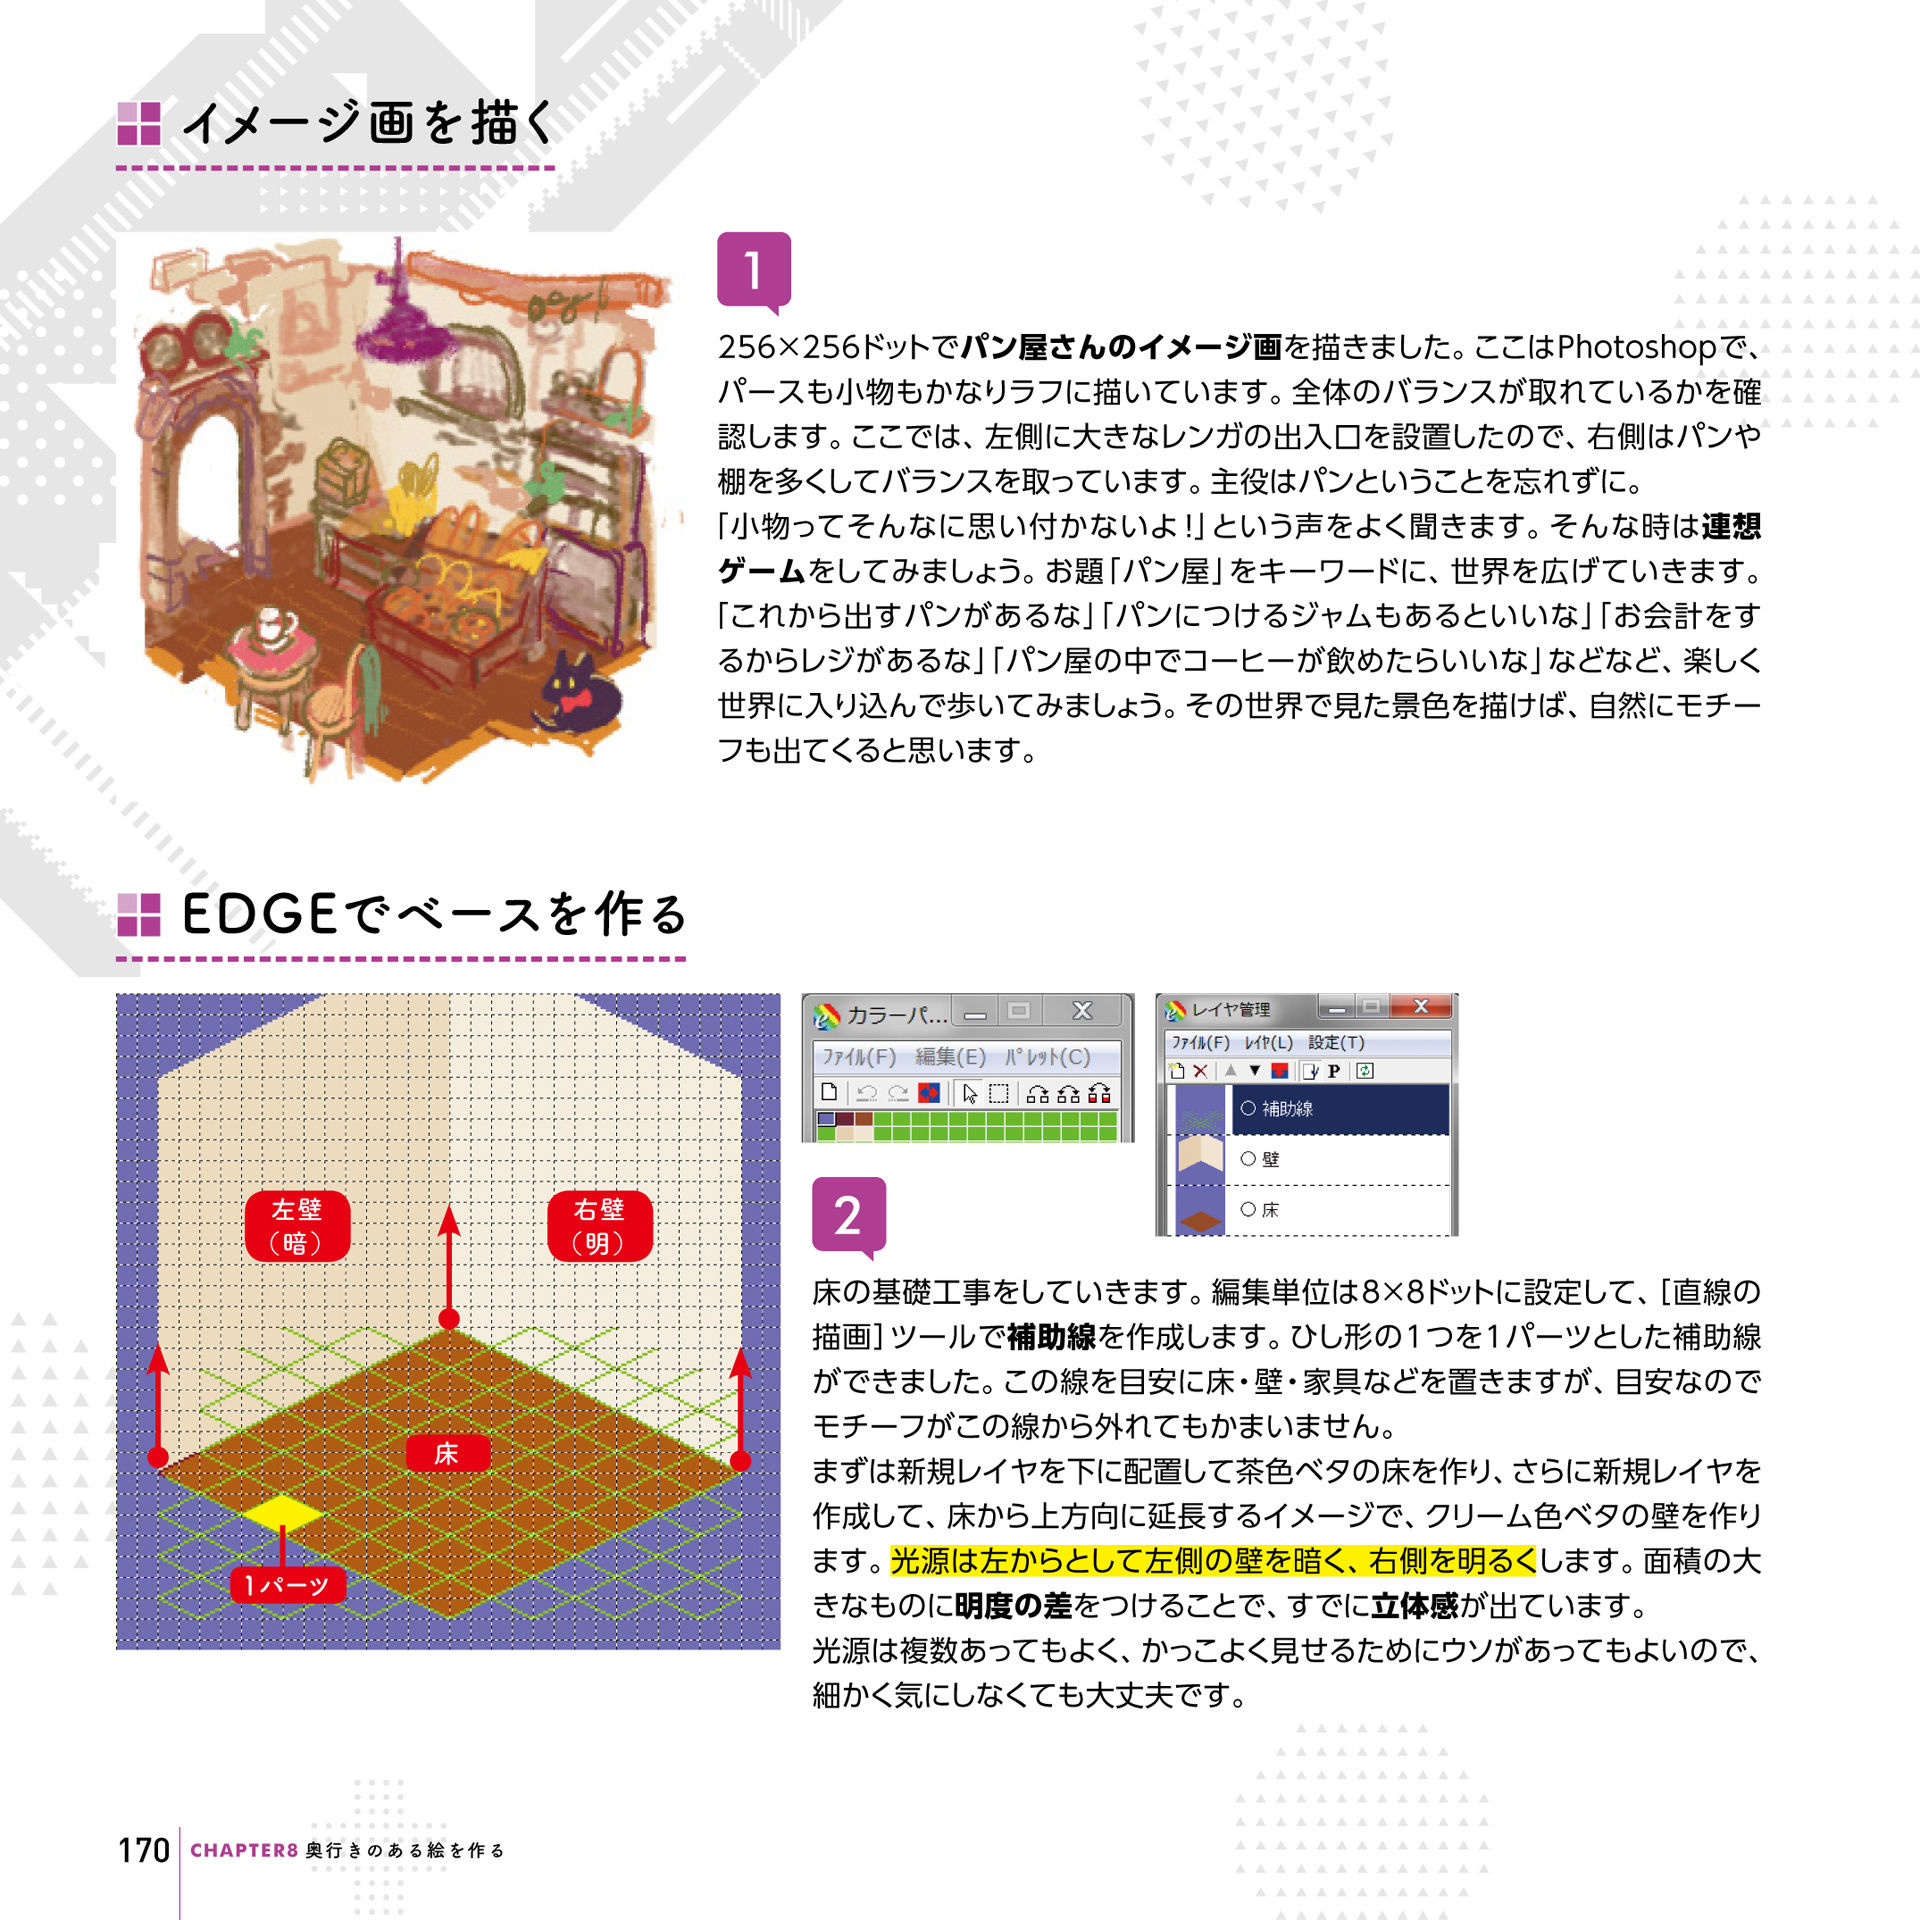 イメージ画を描く
1
256×256ドットでパン屋さんのイメージ画を描きました。ここはPhotoshopで、
パースも小物もかなりラフに描いています。全体のバランスが取れているかを確
認します。ここでは、左側に大きなレンガの出入口を設置したので、右側はパンや
棚を多くしてバランスを取っています。主役はパンということを忘れずに。
「小物ってそんなに思い付かないよ!」という声をよく聞きます。そんな時は連想
ゲームをしてみましょう。お題「パン屋」をキーワードに、世界を広げていきます。
「これから出すパンがあるな」「パンにつけるジャムもあるといいな」「お会計をす
るからレジがあるな」「パン屋の中でコーヒーが飲めたらいいな」などなど、楽しく
世界に入り込んで歩いてみましょう。その世界で見た景色を描けば、自然にモチー
フも出てくると思います。
EDGEでベースを作る
左壁
（暗）
右壁
（明）
床
1パーツ
カラーパ...
ファイル(F) 編集(E) パレット(C)
レイヤ管理
ファイル(F) レイヤ(L) 設定(T)
P
補助線
壁
床
2
床の基礎工事をしていきます。編集単位は8×8ドットに設定して、［直線の
描画］ツールで補助線を作成します。ひし形の1つを1パーツとした補助線
ができました。この線を目安に床・壁・家具などを置きますが、目安なので
モチーフがこの線から外れてもかまいません。
まずは新規レイヤを下に配置して茶色ベタの床を作り、さらに新規レイヤを
作成して、床から上方向に延長するイメージで、クリーム色ベタの壁を作り
ます。光源は左からとして左側の壁を暗く、右側を明るくします。面積の大
きなものに明度の差をつけることで、すでに立体感が出ています。
光源は複数あってもよく、かっこよく見せるためにウソがあってもよいので、
細かく気にしなくても大丈夫です。
170 CHAPTER8 奥行きのある絵を作る